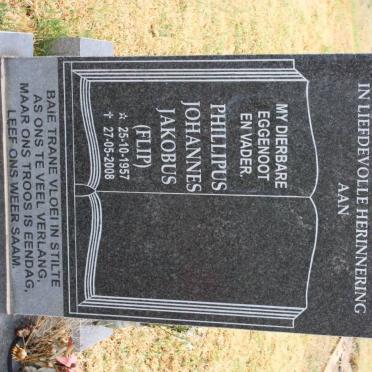 IN LIEFDEVOLLE HERINNERING
AAN
MY DIERBARE
EGGENOOT
EN VADER.
PHILLIPUS
JOHANNES
JAKOBUS
(FLIP)
☆ 25-10-1957
✝ 27-05-2008
BAIE TRANE VLOEI IN STILTE
AS ONS TE VEEL VERLANG.
MAAR ONS TROOS IS EENDAG,
LEEF ONS WEER SAAM.